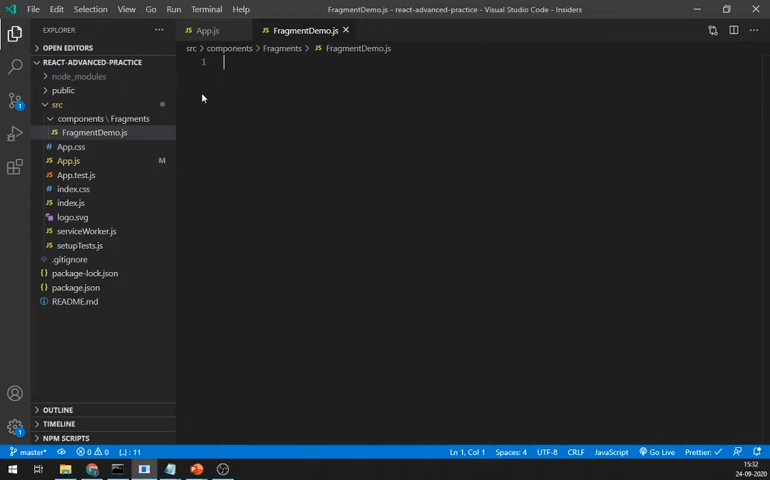 File Edit Selection View Go Run Terminal Help FragmentDemo.js - react-advanced-practice - Visual Studio Code - Insiders
EXPLORER
JS App.js
JS FragmentDemo.js
OPEN EDITORS
src > components > Fragments > JS FragmentDemo.js
REACT-ADVANCED-PRACTICE
1
node_modules
public
src
components \ Fragments
JS FragmentDemo.js
# App.css
JS App.js M
JS App.test.js
# index.css
JS index.js
logo.svg
JS serviceWorker.js
JS setupTests.js
.gitignore
{} package-lock.json
{} package.json
README.md
1
OUTLINE
TIMELINE
NPM SCRIPTS
1
master* 0 0 {..} : 11 Ln 1, Col 1 Spaces: 4 UTF-8 CRLF JavaScript Go Live Prettier: ✓
15:32
24-09-2020